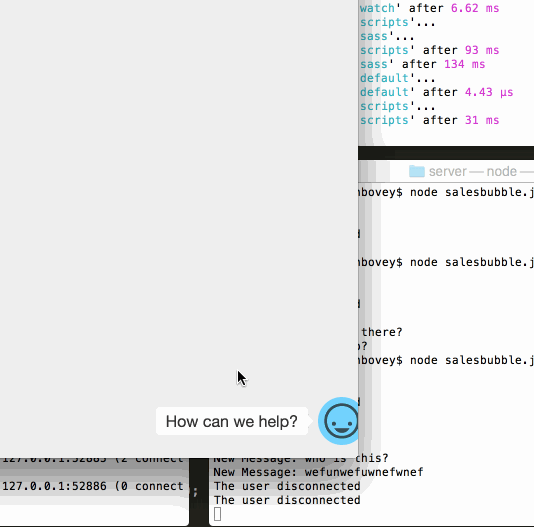 watch' after 6.62 ms
scripts'...
sass'...
scripts' after 93 ms
sass' after 134 ms
default'...
default' after 4.43 μs
scripts'...
scripts' after 31 ms
server — node —
bovey$ node salesbubble.j
d
bovey$ node salesbubble.j
d
there?
o?
bovey$ node salesbubble.j
d
How can we help?
127.0.0.1:52885 (2 connect
New Message: who is this?
New Message: wefunwefuwnefwnef
127.0.0.1:52886 (0 connect
;
The user disconnected
The user disconnected